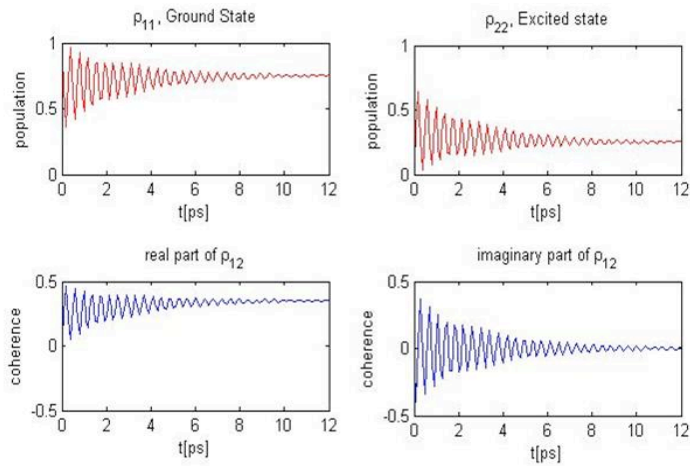 ρ11, Ground State
ρ22, Excited state
1
0.5
0
population
0 2 4 6 8 10 12
t[ps]
1
0.5
0
population
0 2 4 6 8 10 12
t[ps]
real part of ρ12
imaginary part of ρ12
0.5
0
-0.5
coherence
0 2 4 6 8 10 12
t[ps]
0.5
0
-0.5
coherence
0 2 4 6 8 10 12
t[ps]